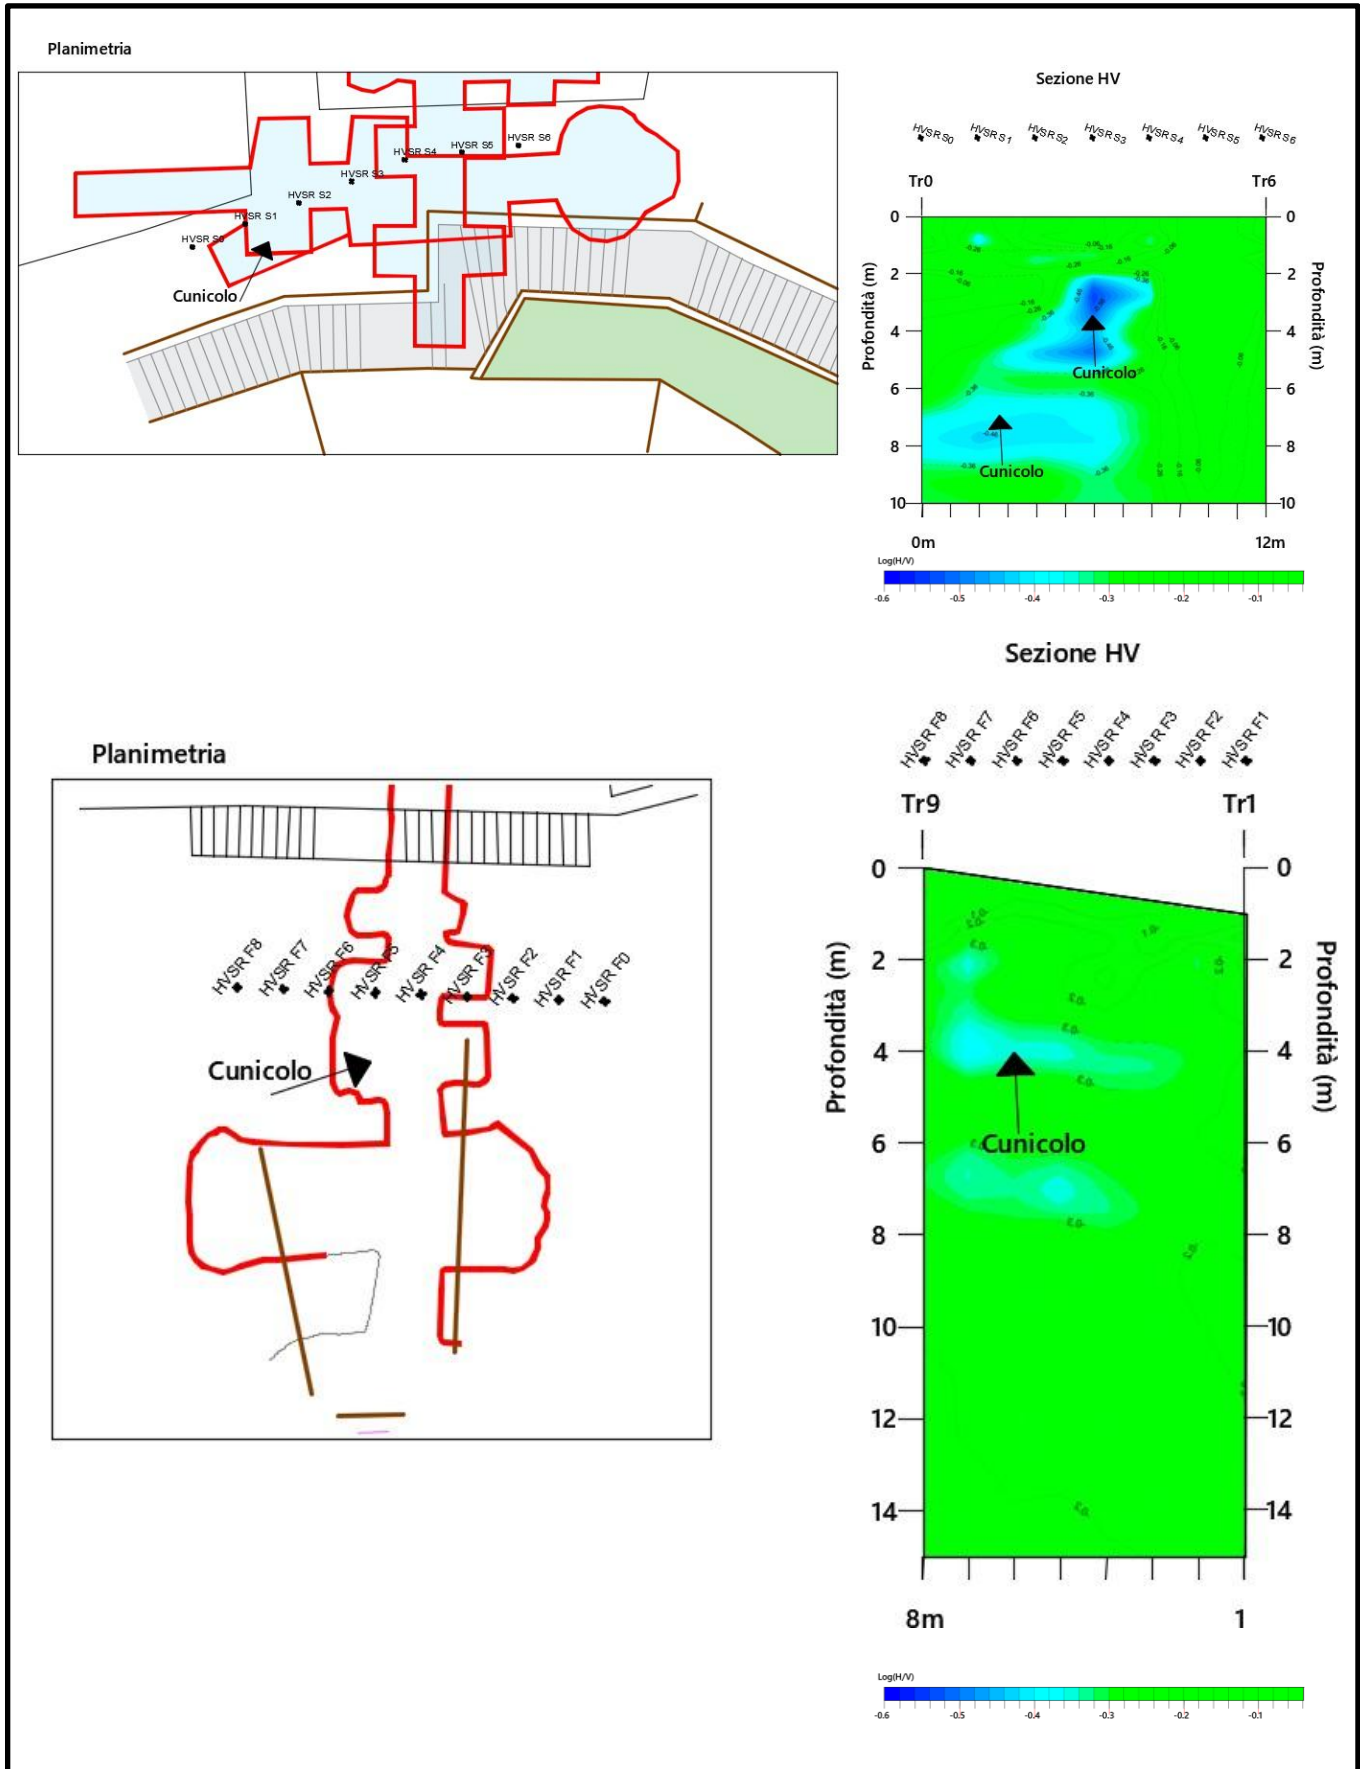 Planimetria
HVSR S0
HVSR S1
HVSR S2
HVSR S3
HVSR S4
HVSR S5
HVSR S6
Cunicolo
Sezione HV
HVSR S0 HVSR S1 HVSR S2 HVSR S3 HVSR S4 HVSR S5 HVSR S6
Tr0 Tr6
Profondità (m)
0 2 4 6 8 10
Cunicolo
Cunicolo
0 2 4 6 8 10
Profondità (m)
0m 12m
Log(H/V)
-0.6 -0.5 -0.4 -0.3 -0.2 -0.1
Planimetria
HVSR F8 HVSR F7 HVSR F6 HVSR F5 HVSR F4 HVSR F3 HVSR F2 HVSR F1 HVSR F0
Cunicolo
Sezione HV
HVSR F8 HVSR F7 HVSR F6 HVSR F5 HVSR F4 HVSR F3 HVSR F2 HVSR F1
Tr9 Tr1
Profondità (m)
0 2 4 6 8 10 12 14
Cunicolo
0 2 4 6 8 10 12 14
Profondità (m)
8m 1
Log(H/V)
-0.6 -0.5 -0.4 -0.3 -0.2 -0.1